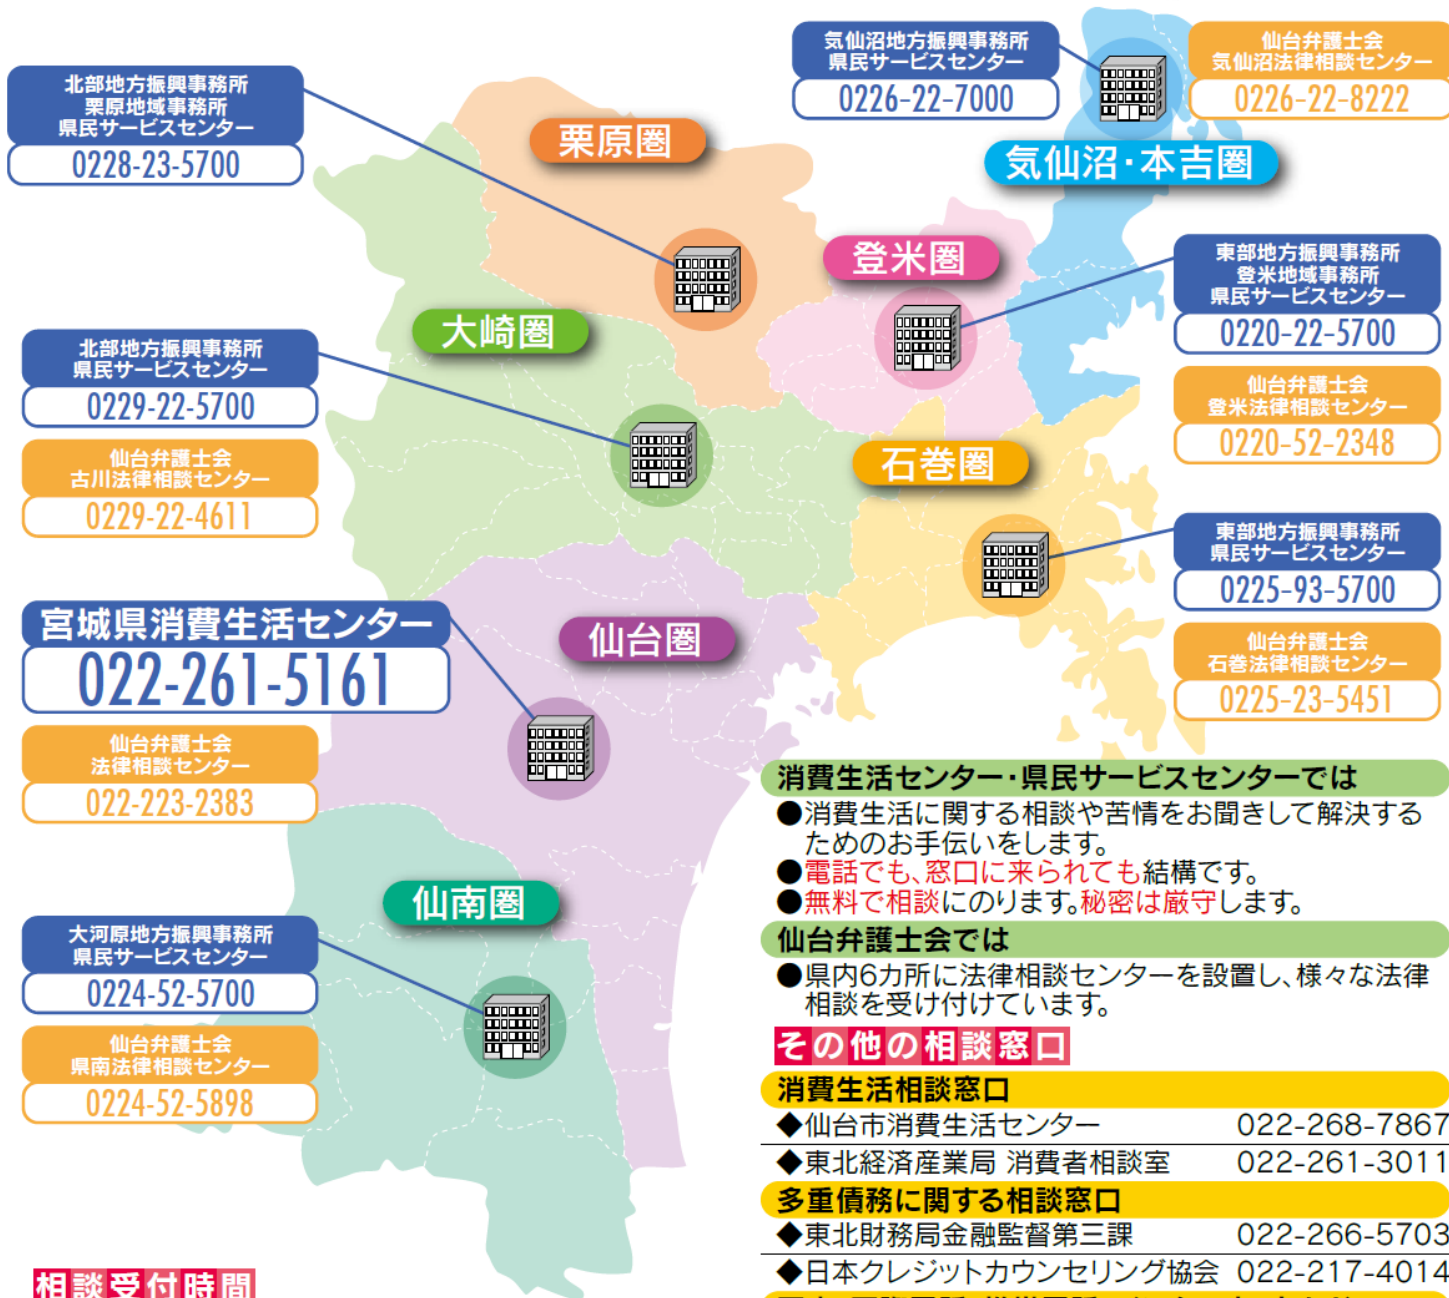 気仙沼地方振興事務所
県民サービスセンター
0226-22-7000
仙台弁護士会
気仙沼法律相談センター
0226-22-8222
北部地方振興事務所
栗原地域事務所
県民サービスセンター
0228-23-5700
栗原圏
気仙沼・本吉圏
登米圏
東部地方振興事務所
登米地域事務所
県民サービスセンター
0220-22-5700
大崎圏
北部地方振興事務所
県民サービスセンター
0229-22-5700
仙台弁護士会
登米法律相談センター
0220-52-2348
仙台弁護士会
古川法律相談センター
0229-22-4611
石巻圏
東部地方振興事務所
県民サービスセンター
0225-93-5700
宮城県消費生活センター
022-261-5161
仙台圏
仙台弁護士会
石巻法律相談センター
0225-23-5451
仙台弁護士会
法律相談センター
022-223-2383
仙南圏
大河原地方振興事務所
県民サービスセンター
0224-52-5700
仙台弁護士会
県南法律相談センター
0224-52-5898
消費生活センター・県民サービスセンターでは
●消費生活に関する相談や苦情をお聞きして解決する
ためのお手伝いをします。
●電話でも、窓口に来られても結構です。
●無料で相談にのります。秘密は厳守します。
仙台弁護士会では
●県内6カ所に法律相談センターを設置し、様々な法律
相談を受け付けています。
その他の相談窓口
消費生活相談窓口
◆仙台市消費生活センター 022-268-7867
◆東北経済産業局 消費者相談室 022-261-3011
多重債務に関する相談窓口
◆東北財務局金融監督第三課 022-266-5703
◆日本クレジットカウンセリング協会 022-217-4014
相談受付時間